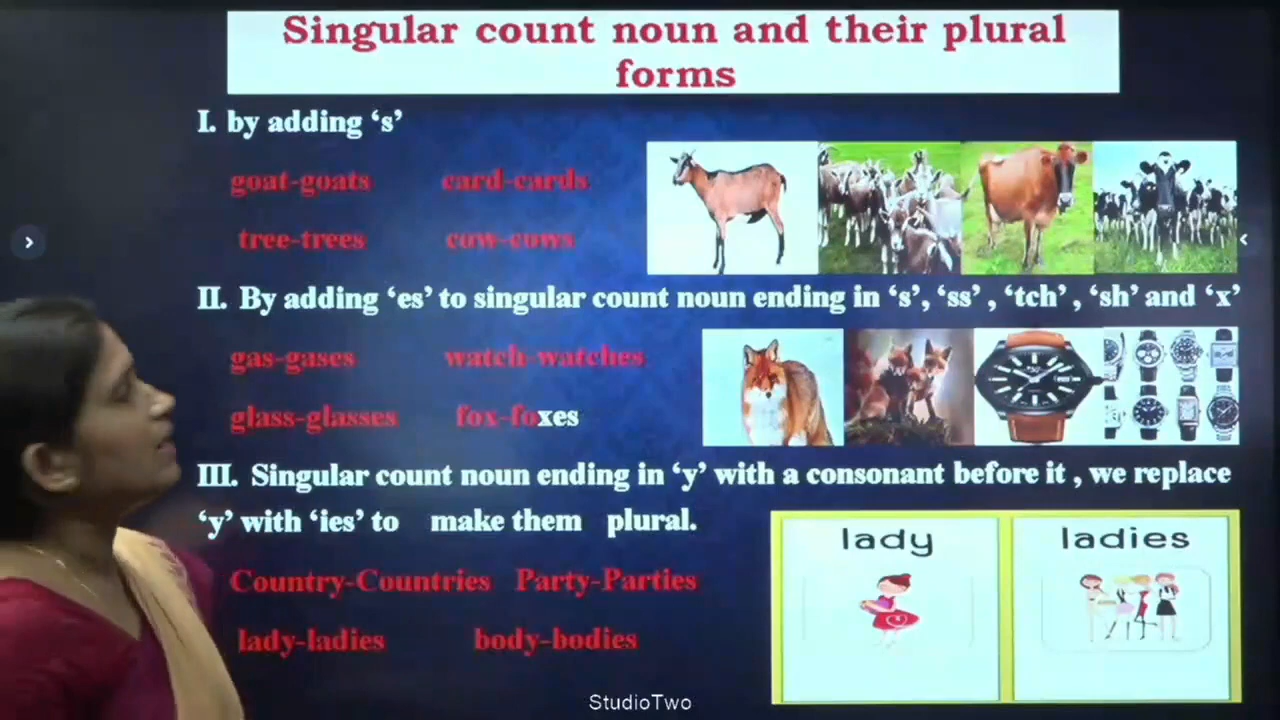 Singular count noun and their plural
forms
I. by adding ‘s’
goat-goats card-cards
tree-trees cow-cows
II. By adding ‘es’ to singular count noun ending in ‘s’, ‘ss’ , ‘tch’ , ‘sh’ and ‘x’
gas-gases watch-watches
glass-glasses fox-foxes
III. Singular count noun ending in ‘y’ with a consonant before it , we replace
‘y’ with ‘ies’ to make them plural.
Country-Countries Party-Parties
lady-ladies body-bodies
lady ladies
StudioTwo